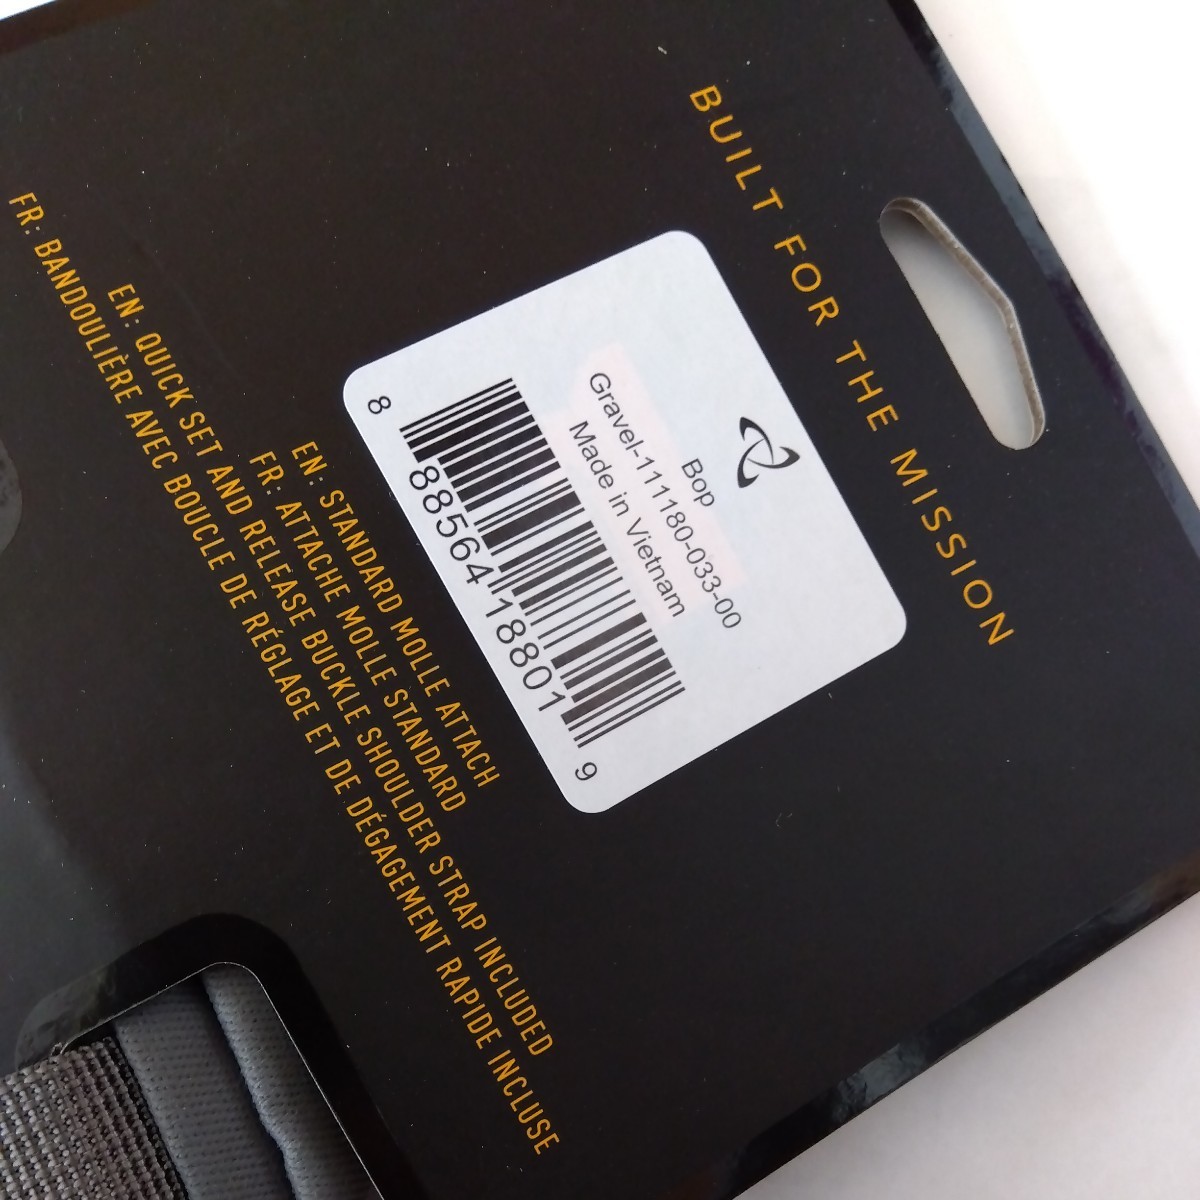 BUILT FOR THE MISSION
Bop
Gravel-111180-033-00
Made in Vietnam
8 88564 18801 9
EN: STANDARD MOLLE ATTACH
FR: ATTACHE MOLLE STANDARD
EN: QUICK SET AND RELEASE BUCKLE SHOULDER STRAP INCLUDED
FR: BANDOULIÈRE AVEC BOUCLE DE RÉGLAGE ET DE DÉGAGEMENT RAPIDE INCLUSE